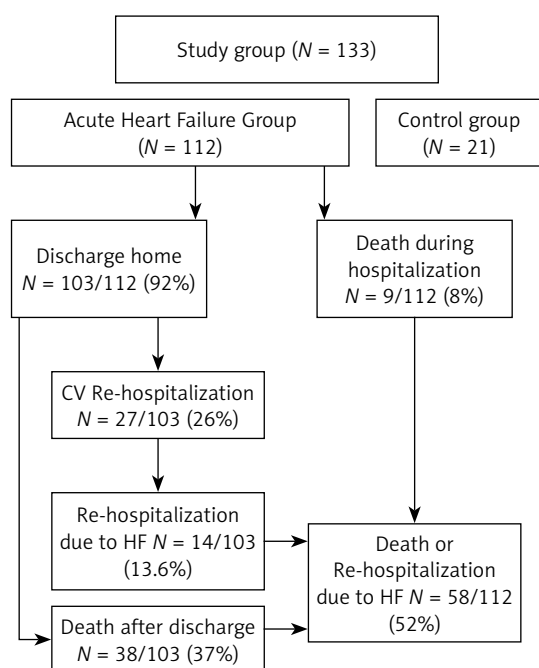 Study group (N = 133)
Acute Heart Failure Group
(N = 112)
Control group
(N = 21)
Discharge home
N = 103/112 (92%)
Death during
hospitalization
N = 9/112 (8%)
CV Re-hospitalization
N = 27/103 (26%)
Re-hospitalization
due to HF N = 14/103
(13.6%)
Death or
Re-hospitalization
due to HF N = 58/112
(52%)
Death after discharge
N = 38/103 (37%)